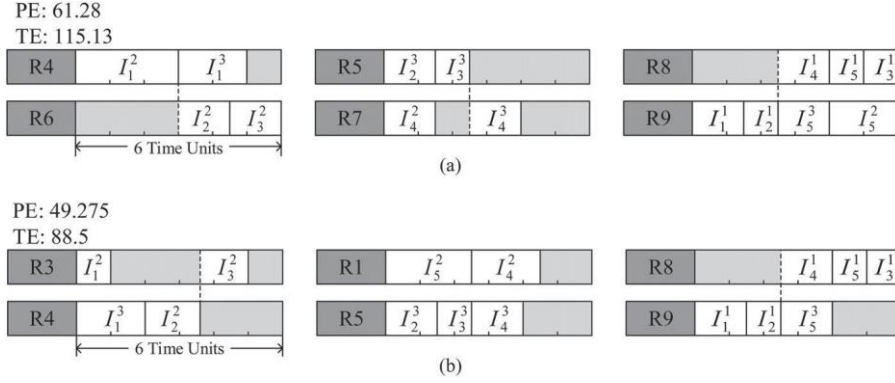 PE: 61.28
TE: 115.13
R4 I_1^2 I_1^3 R5 I_2^3 I_3^3 R8 I_4^1 I_5^1 I_3^1
R6 I_2^2 I_3^2 R7 I_4^2 I_4^3 R9 I_1^1 I_2^1 I_5^3 I_5^2
6 Time Units
(a)
PE: 49.275
TE: 88.5
R3 I_1^2 I_3^2 R1 I_5^2 I_4^2 R8 I_4^1 I_5^1 I_3^1
R4 I_1^3 I_2^2 R5 I_2^3 I_3^3 I_4^3 R9 I_1^1 I_2^1 I_5^3
6 Time Units
(b)